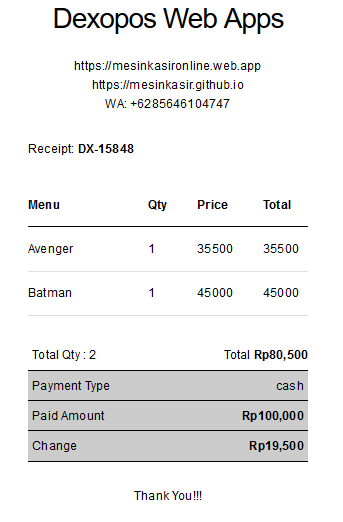 Dexopos Web Apps
https://mesinkasironline.web.app
https://mesinkasir.github.io
WA: +6285646104747
Receipt: DX-15848
Menu Qty Price Total
Avenger 1 35500 35500
Batman 1 45000 45000
Total Qty : 2 Total Rp80,500
Payment Type cash
Paid Amount Rp100,000
Change Rp19,500
Thank You!!!